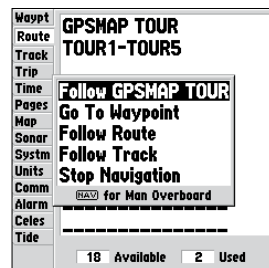 Waypt
Route
Track
Trip
Time
Pages
Map
Sonar
Systm
Units
Comm
Alarm
Celes
Tide
GPSMAP TOUR
TOUR1-TOUR5
Follow GPSMAP TOUR
Go To Waypoint
Follow Route
Follow Track
Stop Navigation
NAV for Man Overboard
18 Available 2 Used